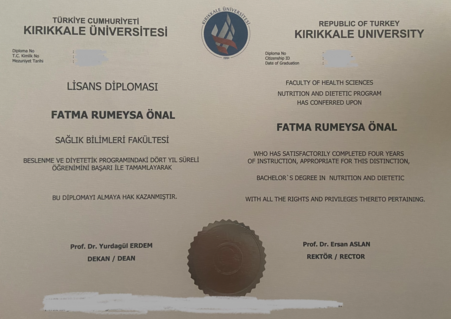 TÜRKİYE CUMHURİYETİ
KIRIKKALE ÜNİVERSİTESİ
Diploma No
T.C. Kimlik No
Mezuniyet Tarihi
LİSANS DİPLOMASI
FATMA RUMEYSA ÖNAL
SAĞLIK BİLİMLERİ FAKÜLTESİ
BESLENME VE DİYETETİK PROGRAMINDAKİ DÖRT YIL SÜRELİ
ÖĞRENİMİNİ BAŞARI İLE TAMAMLAYARAK
BU DİPLOMAYI ALMAYA HAK KAZANMIŞTIR.
Prof. Dr. Yurdagül ERDEM
DEKAN / DEAN
KIRIKKALE ÜNİVERSİTESİ
REPUBLIC OF TURKEY
KIRIKKALE UNIVERSITY
Diploma No
Citizenship ID
Date of Graduation
FACULTY OF HEALTH SCIENCES
NUTRITION AND DIETETIC PROGRAM
HAS CONFERRED UPON
FATMA RUMEYSA ÖNAL
WHO HAS SATISFACTORILY COMPLETED FOUR YEARS
OF INSTRUCTION, APPROPRIATE FOR THIS DISTINCTION,
BACHELOR`S DEGREE IN NUTRITION AND DIETETIC
WITH ALL THE RIGHTS AND PRIVILEGES THERETO PERTAINING.
Prof. Dr. Ersan ASLAN
REKTÖR / RECTOR